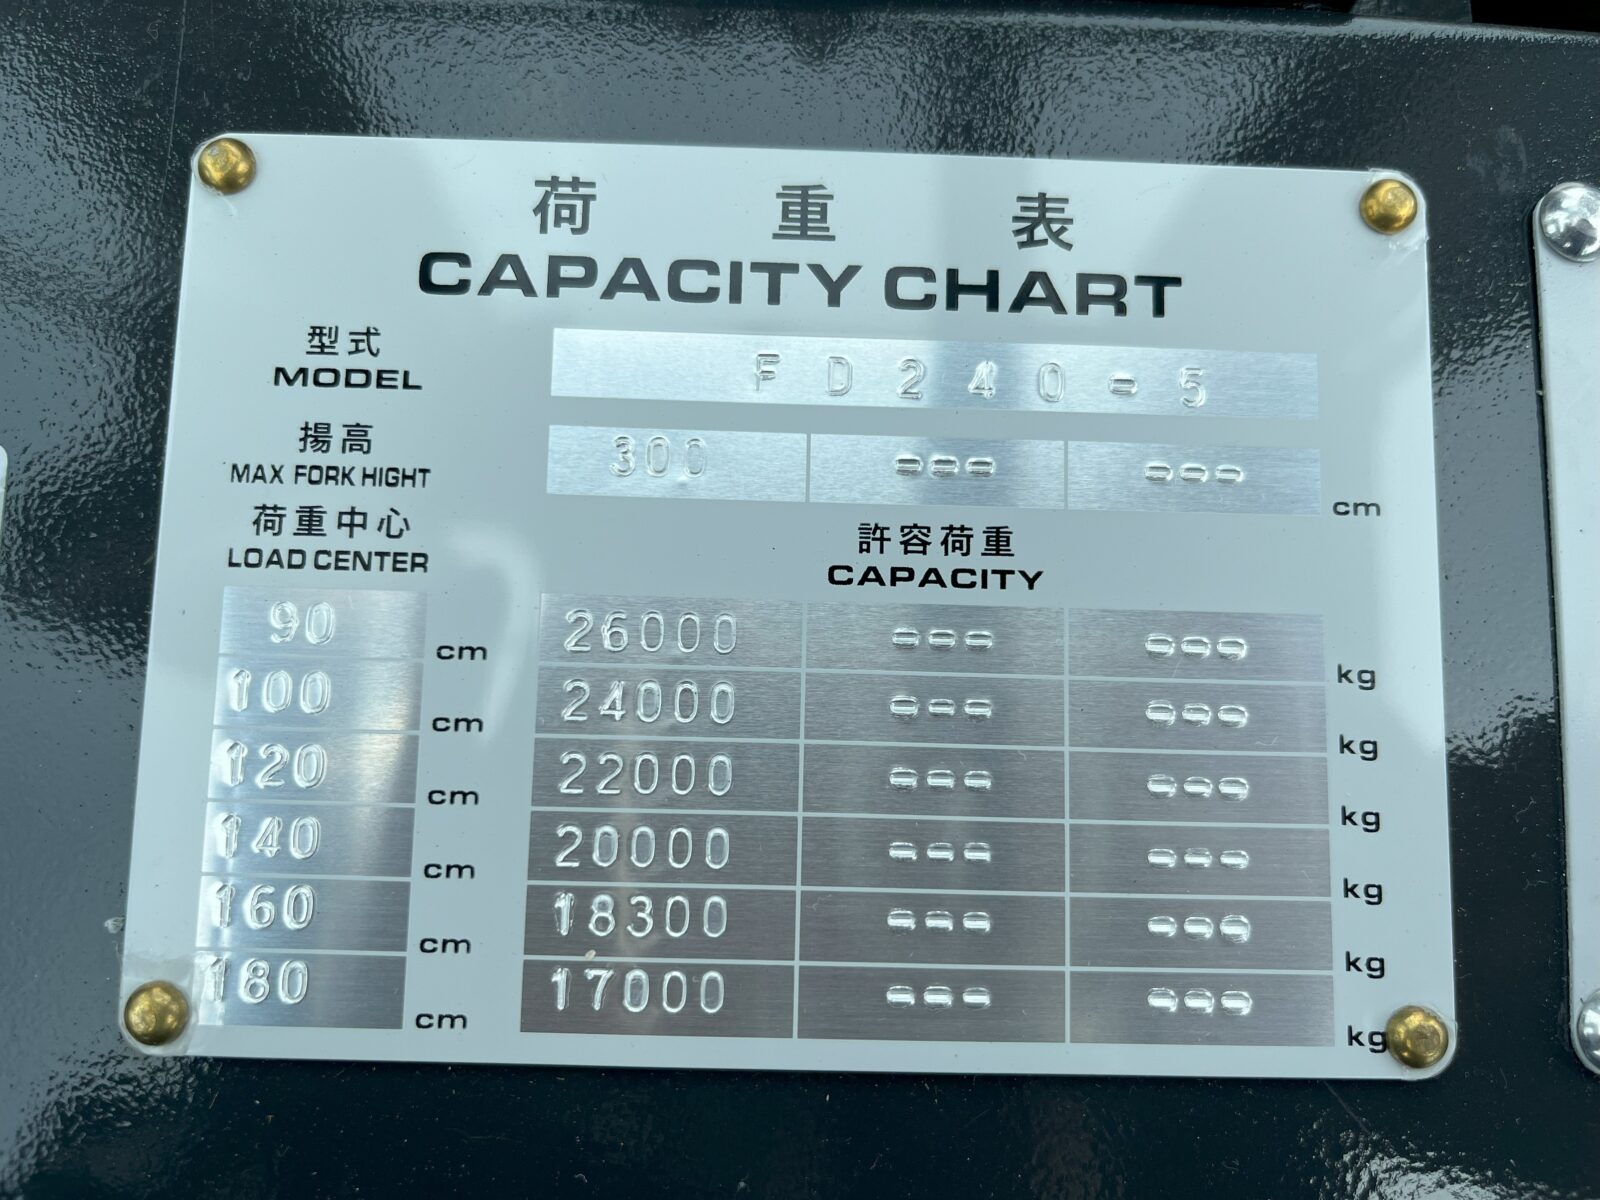 荷重表
CAPACITY CHART
型式
MODEL
FD240-5
揚高
MAX FORK HIGHT
300 --- --- cm
荷重中心
LOAD CENTER
許容荷重
CAPACITY
90 cm 26000 --- --- kg
100 cm 24000 --- --- kg
120 cm 22000 --- --- kg
140 cm 20000 --- --- kg
160 cm 18300 --- --- kg
180 cm 17000 --- --- kg